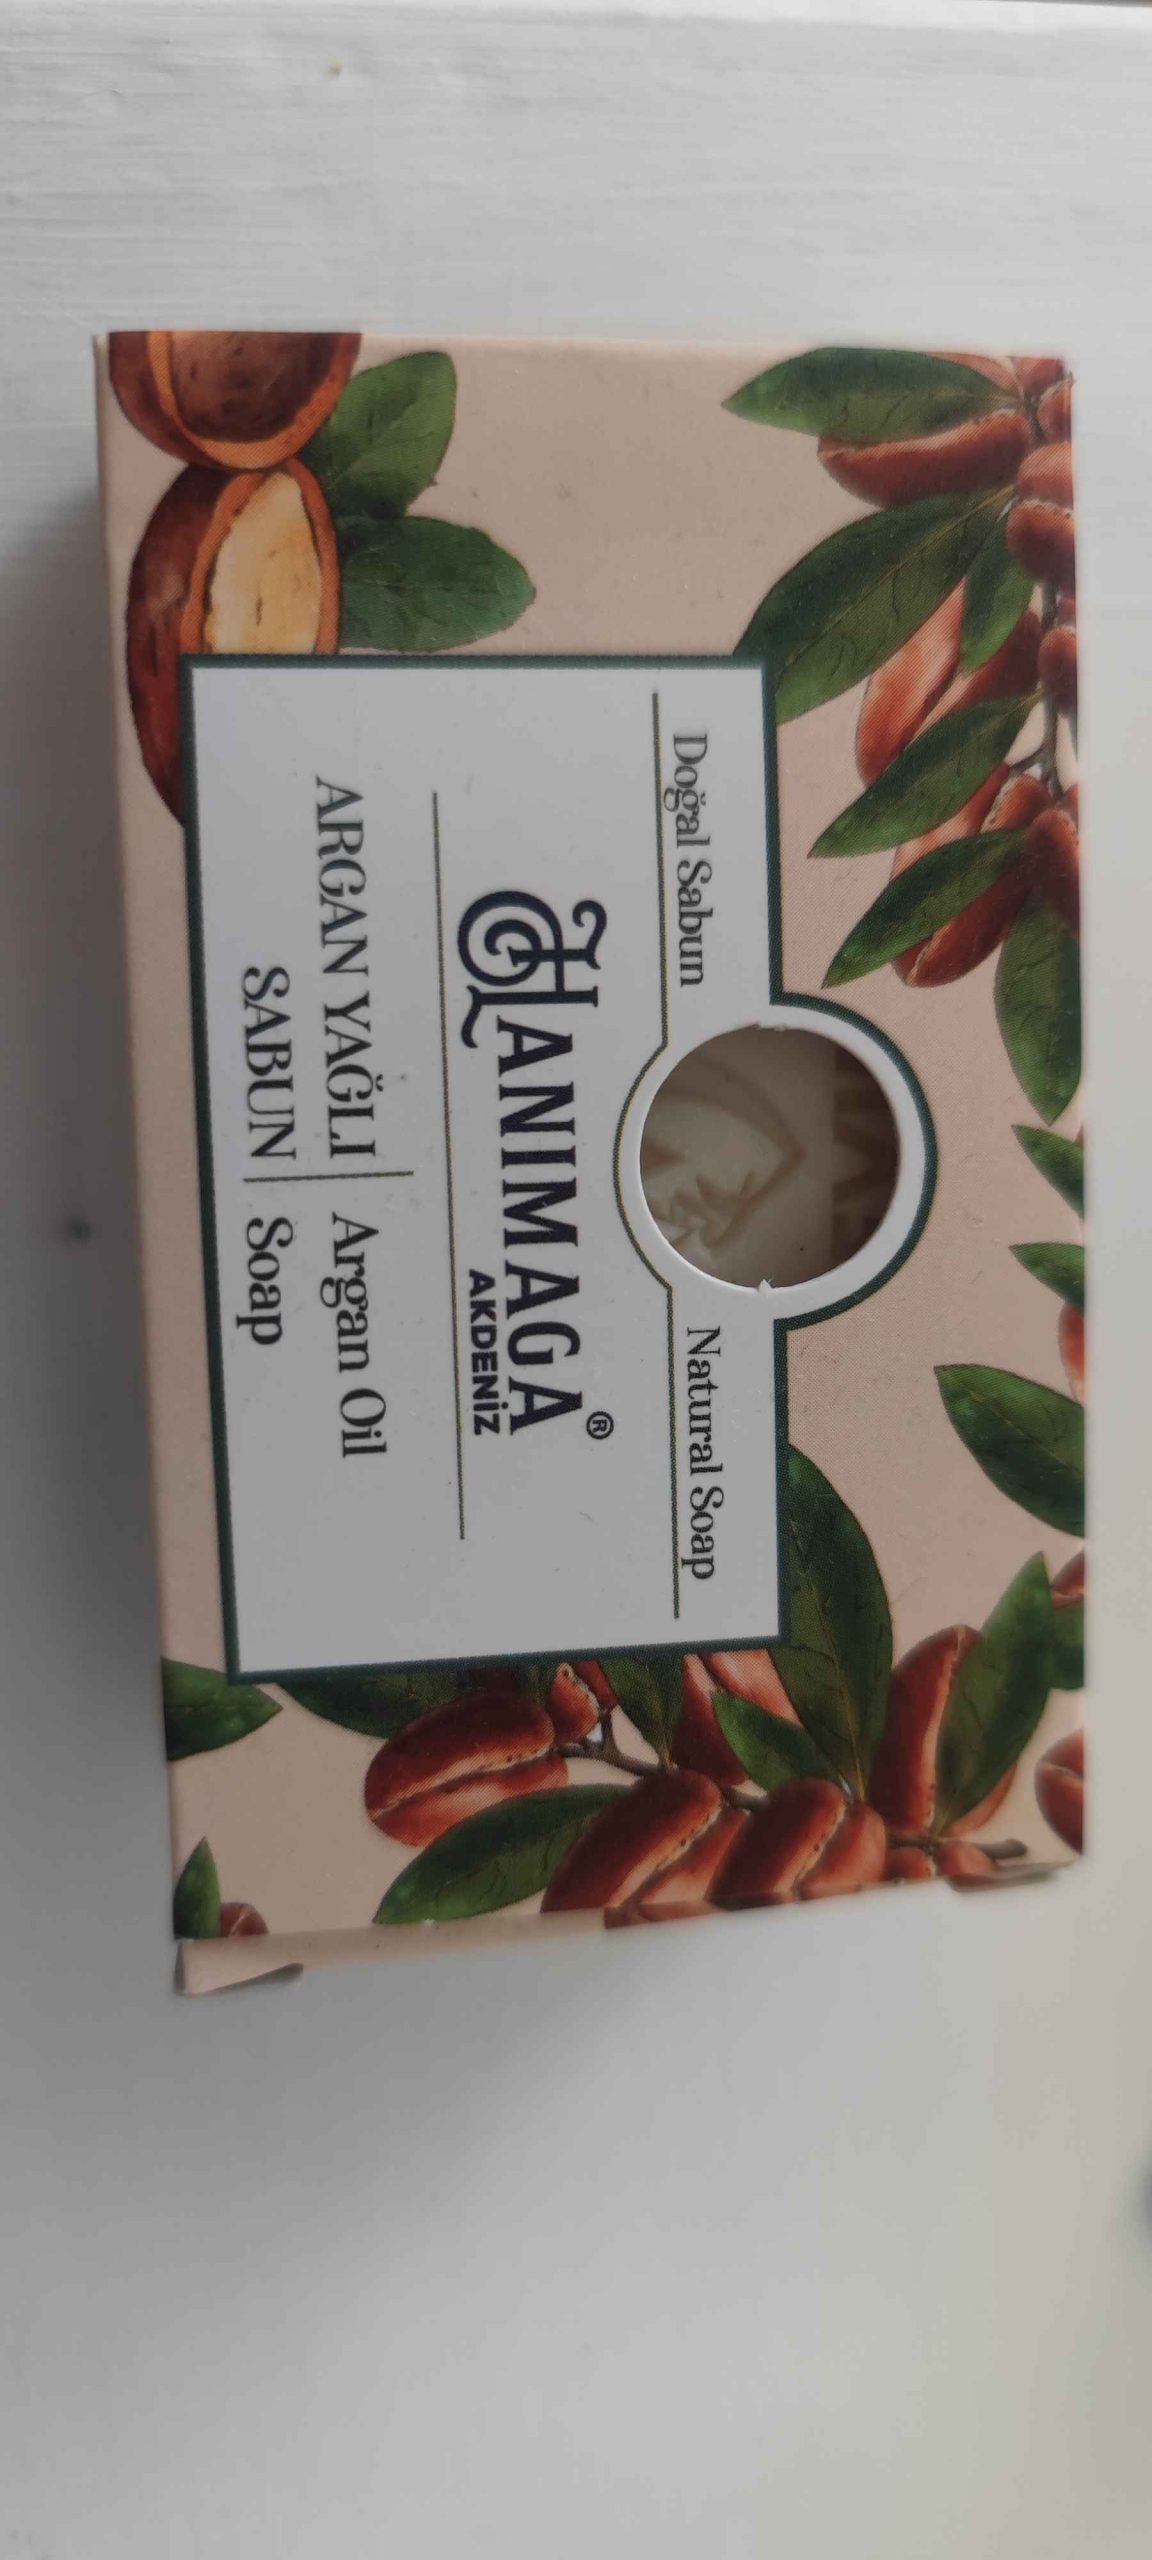 Doğal Sabun
Natural Soap
HANIMAGA®
AKDENİZ
ARGAN YAĞLI
SABUN
Argan Oil
Soap